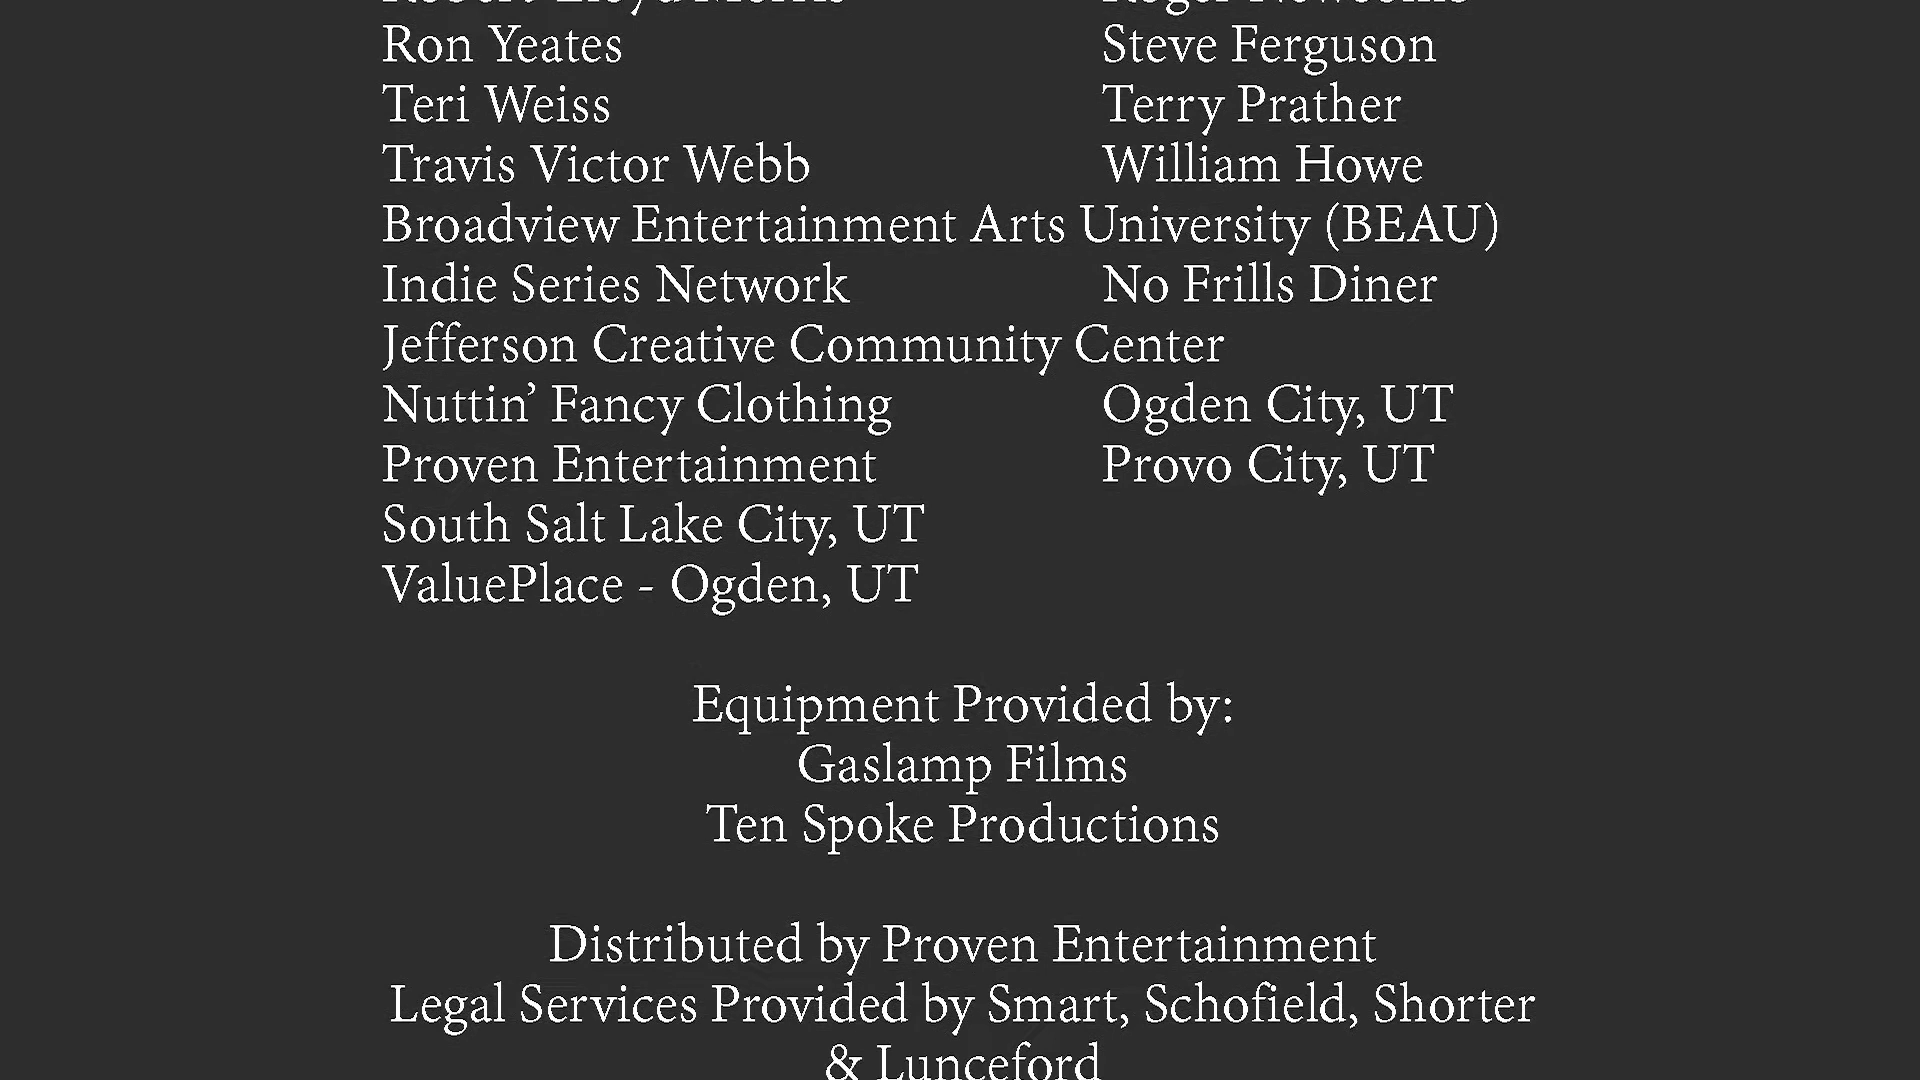 Ron Yeates Steve Ferguson
Teri Weiss Terry Prather
Travis Victor Webb William Howe
Broadview Entertainment Arts University (BEAU)
Indie Series Network No Frills Diner
Jefferson Creative Community Center
Nuttin’ Fancy Clothing Ogden City, UT
Proven Entertainment Provo City, UT
South Salt Lake City, UT
ValuePlace - Ogden, UT
Equipment Provided by:
Gaslamp Films
Ten Spoke Productions
Distributed by Proven Entertainment
Legal Services Provided by Smart, Schofield, Shorter
& Lunceford